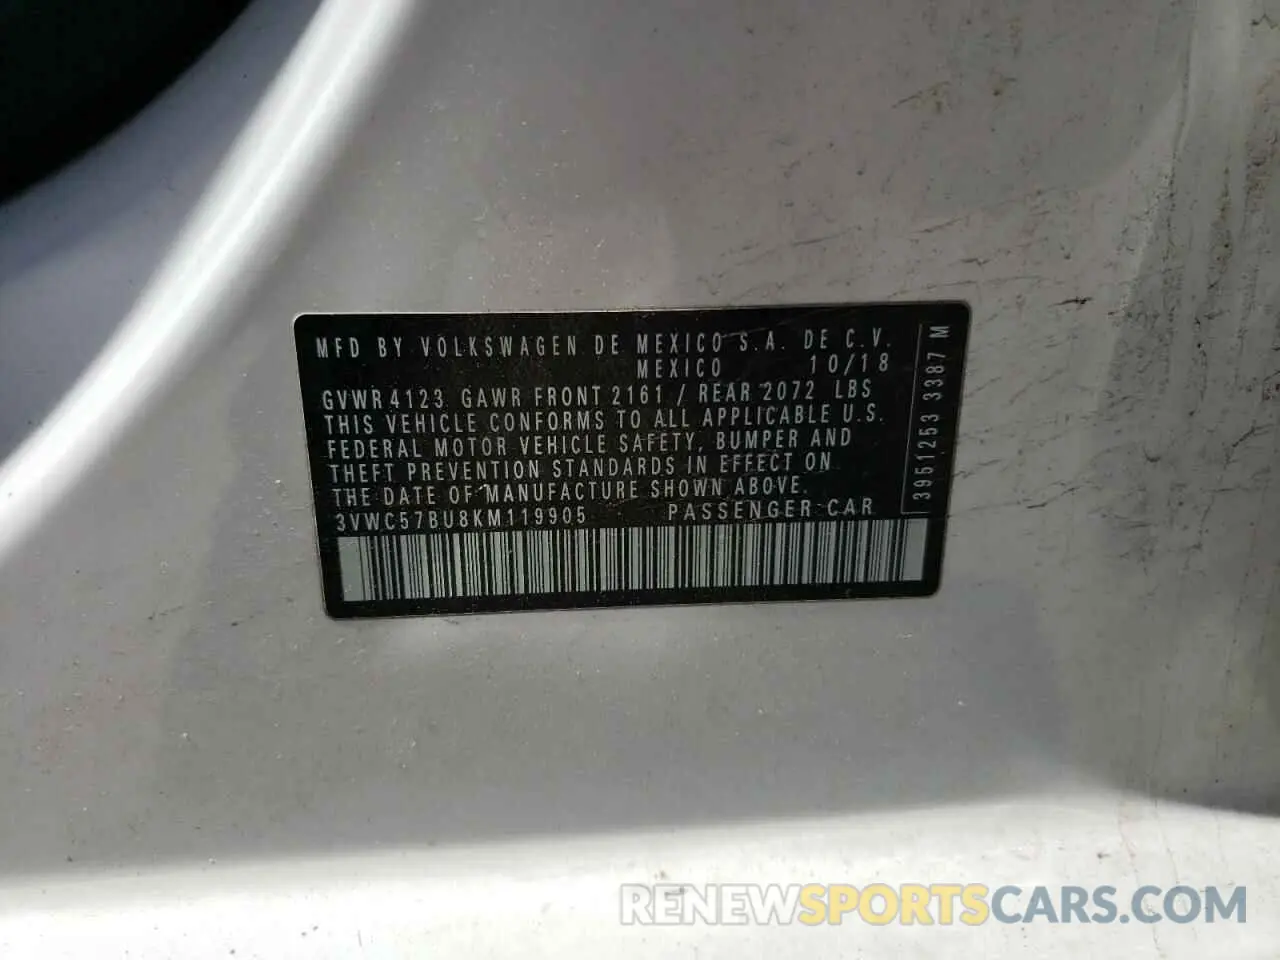 MFD BY VOLKSWAGEN DE MEXICO S.A. DE C.V.
MEXICO 10/18
GVWR 4123 GAWR FRONT 2161 / REAR 2072 LBS
THIS VEHICLE CONFORMS TO ALL APPLICABLE U.S.
FEDERAL MOTOR VEHICLE SAFETY, BUMPER AND
THEFT PREVENTION STANDARDS IN EFFECT ON
THE DATE OF MANUFACTURE SHOWN ABOVE.
3VWC57BU8KM119905 PASSENGER CAR
3951253 3387 M
RENEWSPORTSCARS.COM